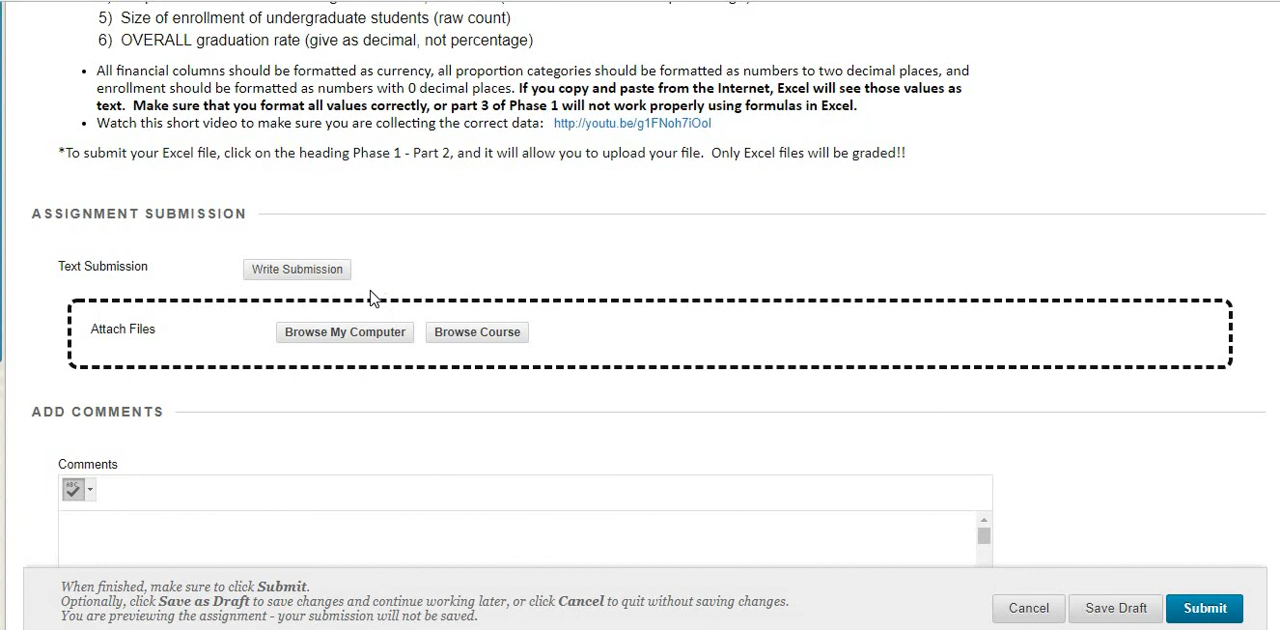 5) Size of enrollment of undergraduate students (raw count)
6) OVERALL graduation rate (give as decimal, not percentage)
• All financial columns should be formatted as currency, all proportion categories should be formatted as numbers to two decimal places, and
enrollment should be formatted as numbers with 0 decimal places. If you copy and paste from the Internet, Excel will see those values as
text. Make sure that you format all values correctly, or part 3 of Phase 1 will not work properly using formulas in Excel.
• Watch this short video to make sure you are collecting the correct data: http://youtu.be/g1FNoh7iOoI
*To submit your Excel file, click on the heading Phase 1 - Part 2, and it will allow you to upload your file. Only Excel files will be graded!!
ASSIGNMENT SUBMISSION
Text Submission Write Submission
Attach Files Browse My Computer Browse Course
ADD COMMENTS
Comments
ABC
When finished, make sure to click Submit.
Optionally, click Save as Draft to save changes and continue working later, or click Cancel to quit without saving changes.
You are previewing the assignment - your submission will not be saved.
Cancel Save Draft Submit